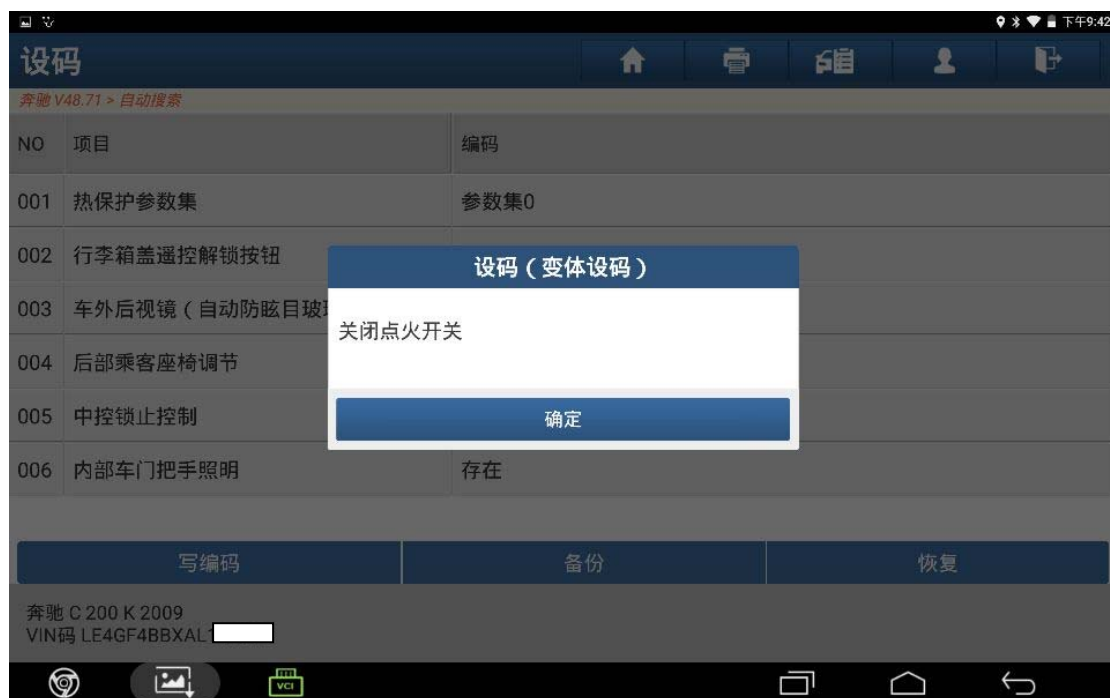 下午9:42
设码
奔驰 V48.71 > 自动搜索
NO 项目 编码
001 热保护参数集 参数集0
002 行李箱盖遥控解锁按钮
003 车外后视镜（自动防眩目玻
004 后部乘客座椅调节
005 中控锁止控制
006 内部车门把手照明 存在
设码（变体设码）
关闭点火开关
确定
写编码 备份 恢复
奔驰 C 200 K 2009
VIN码 LE4GF4BBXAL1
VCI